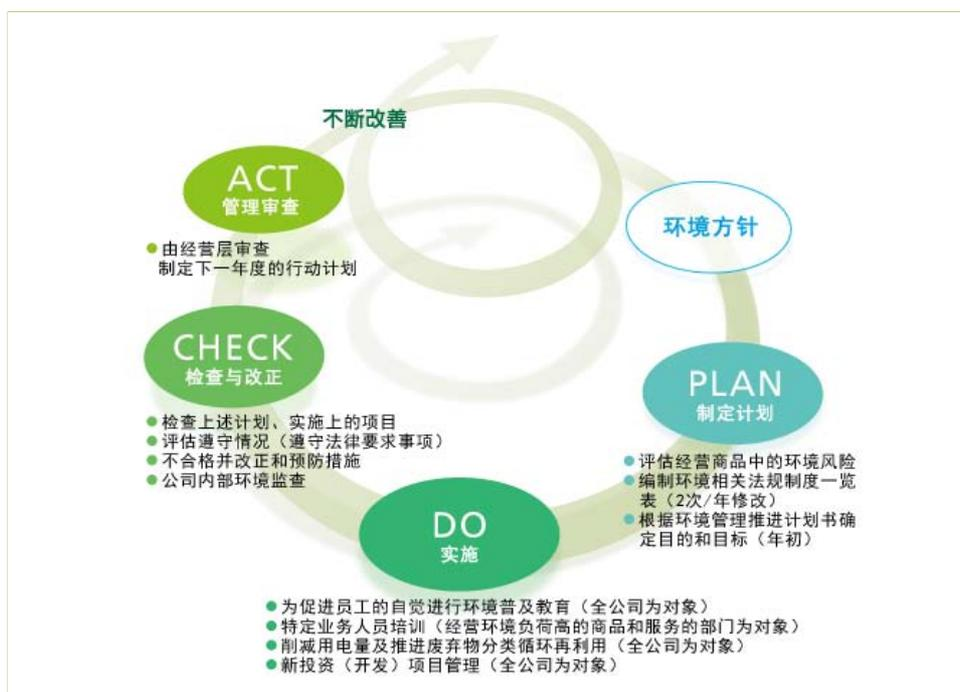 不断改善
ACT
管理审查
●由经营层审查
制定下一年度的行动计划
环境方针
CHECK
检查与改正
●检查上述计划、实施上的项目
●评估遵守情况（遵守法律要求事项）
●不合格并改正和预防措施
●公司内部环境监查
PLAN
制定计划
●评估经营商品中的环境风险
●编制环境相关法规制度一览
表（2次/年修改）
●根据环境管理推进计划书确
定目的和目标（年初）
DO
实施
●为促进员工的自觉进行环境普及教育（全公司为对象）
●特定业务人员培训（经营环境负荷高的商品和服务的部门为对象）
●削减用电量及推进废弃物分类循环再利用（全公司为对象）
●新投资（开发）项目管理（全公司为对象）